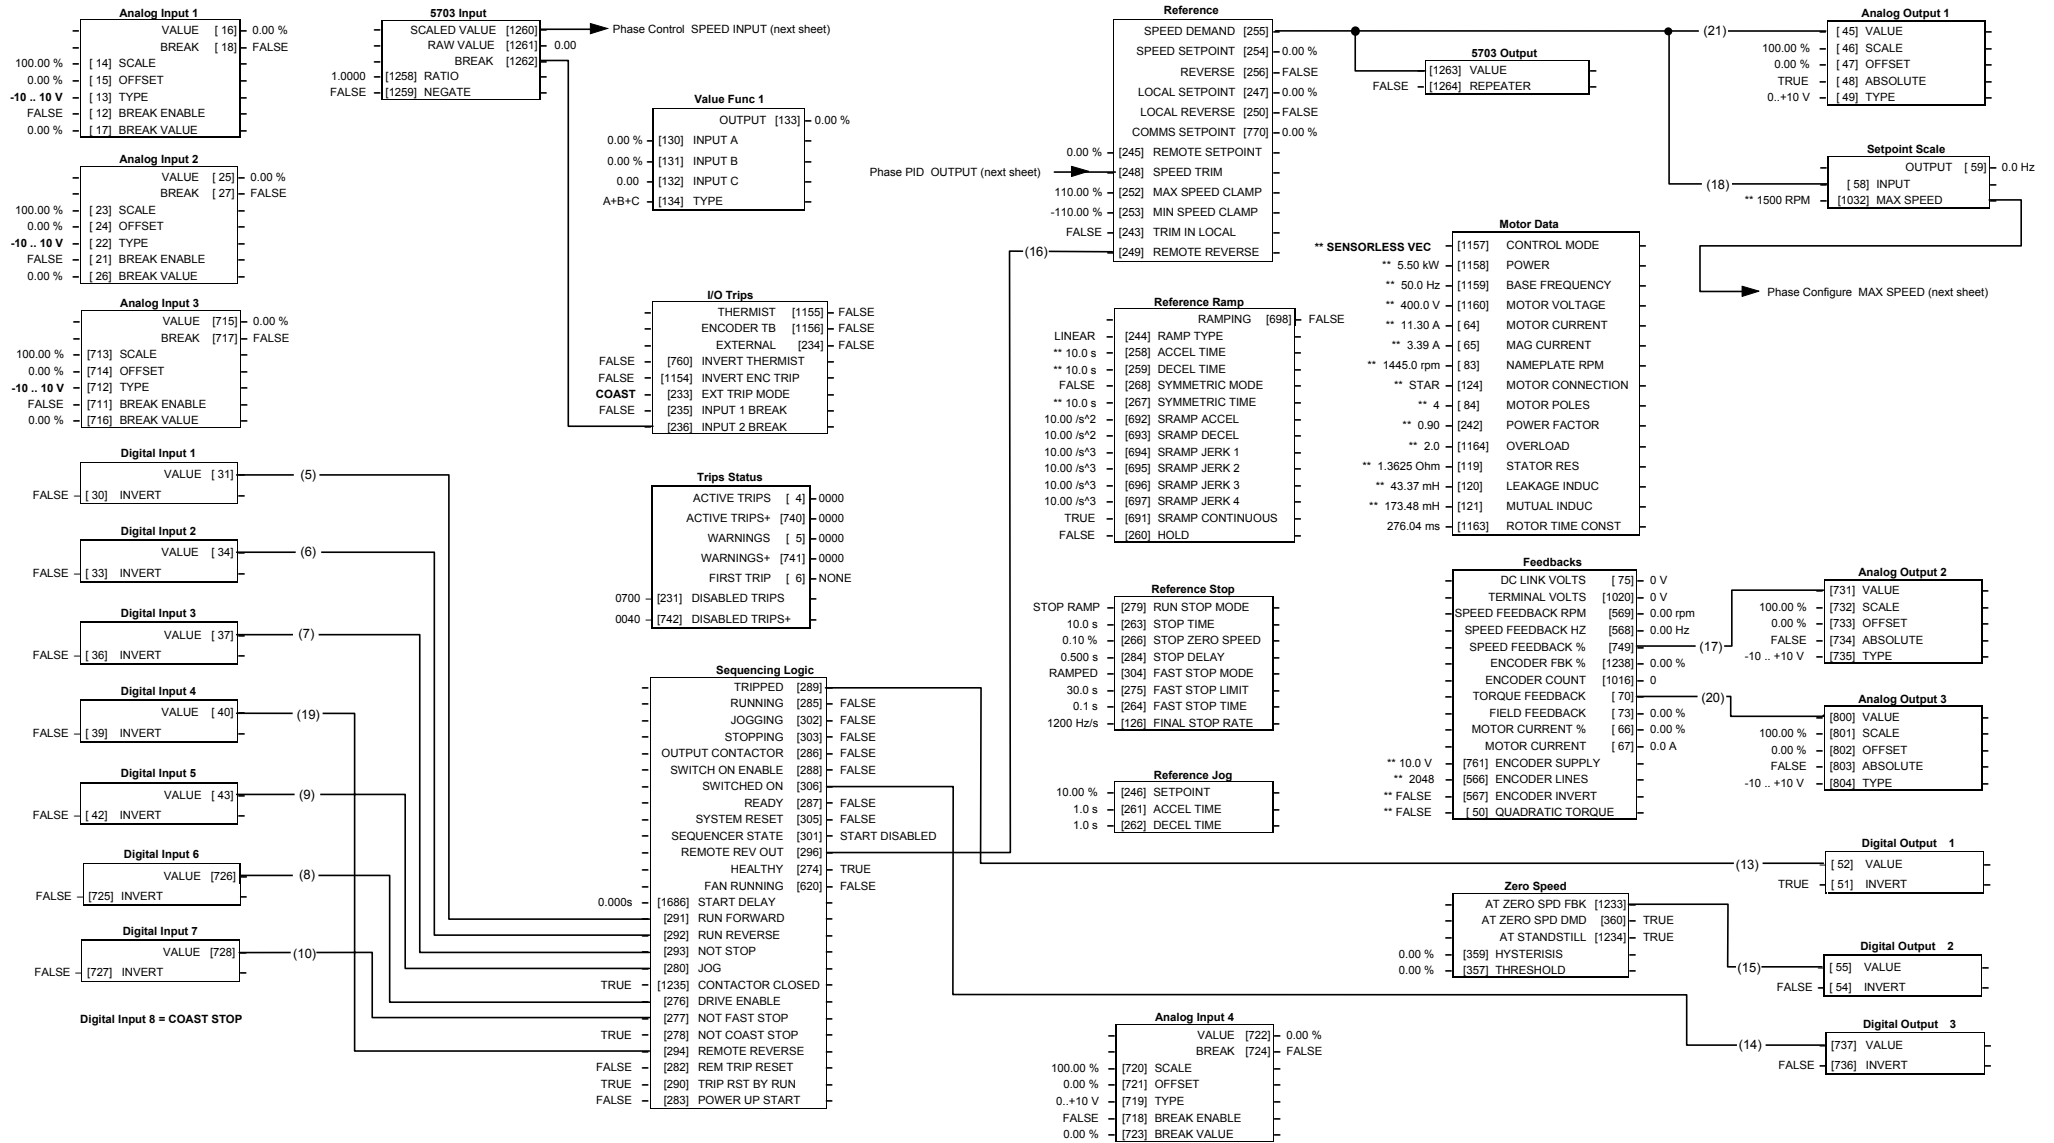 Analog Input 1
VALUE [ 16] 0.00 %
BREAK [ 18] FALSE
100.00 % [ 14] SCALE
0.00 % [ 15] OFFSET
-10 .. 10 V [ 13] TYPE
FALSE [ 12] BREAK ENABLE
0.00 % [ 17] BREAK VALUE
Analog Input 2
VALUE [ 25] 0.00 %
BREAK [ 27] FALSE
100.00 % [ 23] SCALE
0.00 % [ 24] OFFSET
-10 .. 10 V [ 22] TYPE
FALSE [ 21] BREAK ENABLE
0.00 % [ 26] BREAK VALUE
Analog Input 3
VALUE [715] 0.00 %
BREAK [717] FALSE
100.00 % [713] SCALE
0.00 % [714] OFFSET
-10 .. 10 V [712] TYPE
FALSE [711] BREAK ENABLE
0.00 % [716] BREAK VALUE
Digital Input 1
VALUE [ 31] (5)
FALSE [ 30] INVERT
Digital Input 2
VALUE [ 34] (6)
FALSE [ 33] INVERT
Digital Input 3
VALUE [ 37] (7)
FALSE [ 36] INVERT
Digital Input 4
VALUE [ 40] (19)
FALSE [ 39] INVERT
Digital Input 5
VALUE [ 43] (9)
FALSE [ 42] INVERT
Digital Input 6
VALUE [726] (8)
FALSE [725] INVERT
Digital Input 7
VALUE [728] (10)
FALSE [727] INVERT
Digital Input 8 = COAST STOP
5703 Input
SCALED VALUE [1260] Phase Control SPEED INPUT (next sheet)
RAW VALUE [1261] 0.00
BREAK [1262]
1.0000 [1258] RATIO
FALSE [1259] NEGATE
Value Func 1
OUTPUT [133] 0.00 %
0.00 % [130] INPUT A
0.00 % [131] INPUT B
0.00 [132] INPUT C
A+B+C [134] TYPE
I/O Trips
THERMIST [1155] FALSE
ENCODER TB [1156] FALSE
EXTERNAL [234] FALSE
FALSE [760] INVERT THERMIST
FALSE [1154] INVERT ENC TRIP
COAST [233] EXT TRIP MODE
FALSE [235] INPUT 1 BREAK
[236] INPUT 2 BREAK
Trips Status
ACTIVE TRIPS [ 4] 0000
ACTIVE TRIPS+ [740] 0000
WARNINGS [ 5] 0000
WARNINGS+ [741] 0000
FIRST TRIP [ 6] NONE
0700 [231] DISABLED TRIPS
0040 [742] DISABLED TRIPS+
Sequencing Logic
TRIPPED [289]
RUNNING [285] FALSE
JOGGING [302] FALSE
STOPPING [303] FALSE
OUTPUT CONTACTOR [286] FALSE
SWITCH ON ENABLE [288] FALSE
SWITCHED ON [306]
READY [287] FALSE
SYSTEM RESET [305] FALSE
SEQUENCER STATE [301] START DISABLED
REMOTE REV OUT [296]
HEALTHY [274] TRUE
FAN RUNNING [620] FALSE
0.000s [1686] START DELAY
[291] RUN FORWARD
[292] RUN REVERSE
[293] NOT STOP
[280] JOG
TRUE [1235] CONTACTOR CLOSED
[276] DRIVE ENABLE
[277] NOT FAST STOP
TRUE [278] NOT COAST STOP
[294] REMOTE REVERSE
FALSE [282] REM TRIP RESET
TRUE [290] TRIP RST BY RUN
FALSE [283] POWER UP START
Reference
SPEED DEMAND [255]
SPEED SETPOINT [254] 0.00 %
REVERSE [256] FALSE
LOCAL SETPOINT [247] 0.00 %
LOCAL REVERSE [250] FALSE
COMMS SETPOINT [770] 0.00 %
0.00 % [245] REMOTE SETPOINT
Phase PID OUTPUT (next sheet) [248] SPEED TRIM
110.00 % [252] MAX SPEED CLAMP
-110.00 % [253] MIN SPEED CLAMP
FALSE [243] TRIM IN LOCAL
(16) [249] REMOTE REVERSE
Reference Ramp
RAMPING [698] FALSE
LINEAR [244] RAMP TYPE
** 10.0 s [258] ACCEL TIME
** 10.0 s [259] DECEL TIME
FALSE [268] SYMMETRIC MODE
** 10.0 s [267] SYMMETRIC TIME
10.00 /s^2 [692] SRAMP ACCEL
10.00 /s^2 [693] SRAMP DECEL
10.00 /s^3 [694] SRAMP JERK 1
10.00 /s^3 [695] SRAMP JERK 2
10.00 /s^3 [696] SRAMP JERK 3
10.00 /s^3 [697] SRAMP JERK 4
TRUE [691] SRAMP CONTINUOUS
FALSE [260] HOLD
Reference Stop
STOP RAMP [279] RUN STOP MODE
10.0 s [263] STOP TIME
0.10 % [266] STOP ZERO SPEED
0.500 s [284] STOP DELAY
RAMPED [304] FAST STOP MODE
30.0 s [275] FAST STOP LIMIT
0.1 s [264] FAST STOP TIME
1200 Hz/s [126] FINAL STOP RATE
Reference Jog
10.00 % [246] SETPOINT
1.0 s [261] ACCEL TIME
1.0 s [262] DECEL TIME
Analog Input 4
VALUE [722] 0.00 %
BREAK [724] FALSE
100.00 % [720] SCALE
0.00 % [721] OFFSET
0..+10 V [719] TYPE
FALSE [718] BREAK ENABLE
0.00 % [723] BREAK VALUE
5703 Output
[1263] VALUE
FALSE [1264] REPEATER
Motor Data
** SENSORLESS VEC [1157] CONTROL MODE
** 5.50 kW [1158] POWER
** 50.0 Hz [1159] BASE FREQUENCY
** 400.0 V [1160] MOTOR VOLTAGE
** 11.30 A [ 64] MOTOR CURRENT
** 3.39 A [ 65] MAG CURRENT
** 1445.0 rpm [ 83] NAMEPLATE RPM
** STAR [124] MOTOR CONNECTION
** 4 [ 84] MOTOR POLES
** 0.90 [242] POWER FACTOR
** 2.0 [1164] OVERLOAD
** 1.3625 Ohm [119] STATOR RES
** 43.37 mH [120] LEAKAGE INDUC
** 173.48 mH [121] MUTUAL INDUC
276.04 ms [1163] ROTOR TIME CONST
Feedbacks
DC LINK VOLTS [ 75] 0 V
TERMINAL VOLTS [1020] 0 V
SPEED FEEDBACK RPM [569] 0.00 rpm
SPEED FEEDBACK HZ [568] 0.00 Hz
SPEED FEEDBACK % [749] (17)
ENCODER FBK % [1238] 0.00 %
ENCODER COUNT [1016] 0
TORQUE FEEDBACK [ 70] (20)
FIELD FEEDBACK [ 73] 0.00 %
MOTOR CURRENT % [ 66] 0.00 %
MOTOR CURRENT [ 67] 0.0 A
** 10.0 V [761] ENCODER SUPPLY
** 2048 [566] ENCODER LINES
** FALSE [567] ENCODER INVERT
** FALSE [ 50] QUADRATIC TORQUE
Zero Speed
AT ZERO SPD FBK [1233]
AT ZERO SPD DMD [360] TRUE
AT STANDSTILL [1234] TRUE
0.00 % [359] HYSTERISIS
0.00 % [357] THRESHOLD
Analog Output 1
(21) [ 45] VALUE
100.00 % [ 46] SCALE
0.00 % [ 47] OFFSET
TRUE [ 48] ABSOLUTE
0..+10 V [ 49] TYPE
Setpoint Scale
OUTPUT [ 59] 0.0 Hz
(18) [ 58] INPUT
** 1500 RPM [1032] MAX SPEED
Phase Configure MAX SPEED (next sheet)
Analog Output 2
[731] VALUE
100.00 % [732] SCALE
0.00 % [733] OFFSET
FALSE [734] ABSOLUTE
-10 .. +10 V [735] TYPE
Analog Output 3
[800] VALUE
100.00 % [801] SCALE
0.00 % [802] OFFSET
FALSE [803] ABSOLUTE
-10 .. +10 V [804] TYPE
Digital Output 1
(13) [ 52] VALUE
TRUE [ 51] INVERT
Digital Output 2
(15) [ 55] VALUE
FALSE [ 54] INVERT
Digital Output 3
(14) [737] VALUE
FALSE [736] INVERT